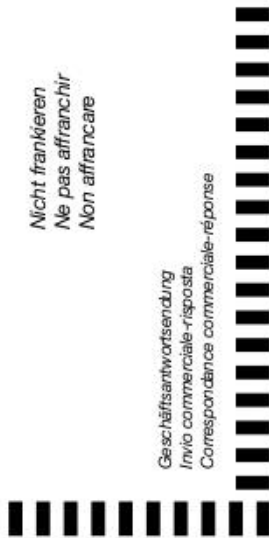 Nicht frankieren
Ne pas affranchir
Non affrancare
Geschäftsantwortsendung
Invio commerciale-risposta
Correspondance commerciale-réponse